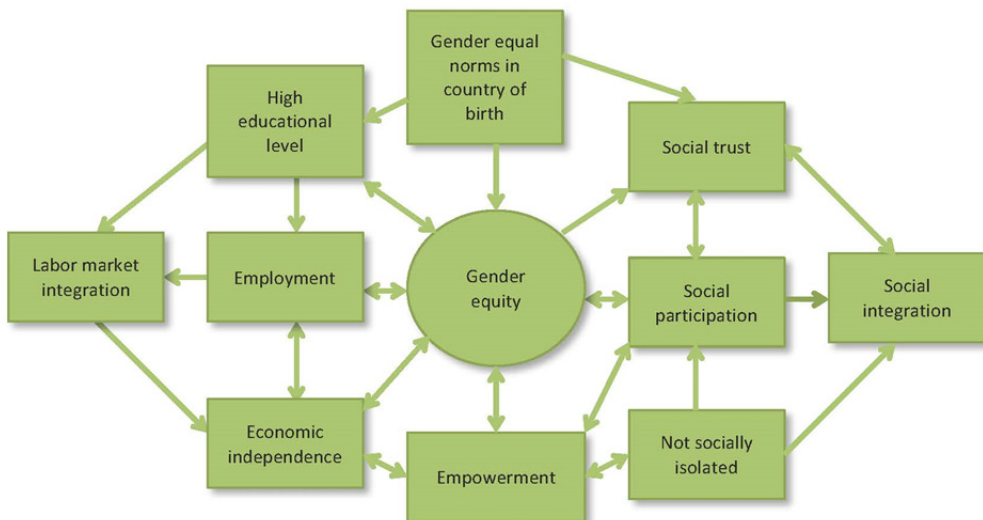 Gender equal
norms in
country of
birth
High
educational
level
Social trust
Labor market
integration
Employment
Gender
equity
Social
participation
Social
integration
Economic
independence
Empowerment
Not socially
isolated